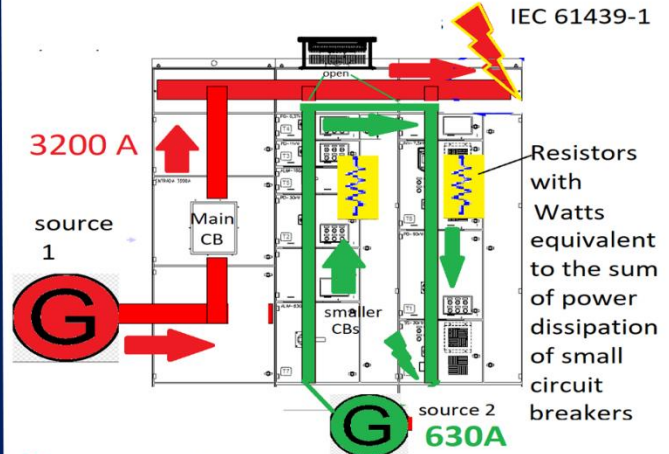 IEC 61439-1
open
3200 A
Main
CB
source
1
G
smaller
CBs
Resistors
with
Watts
equivalent
to the sum
of power
dissipation
of small
circuit
breakers
G
source 2
630A